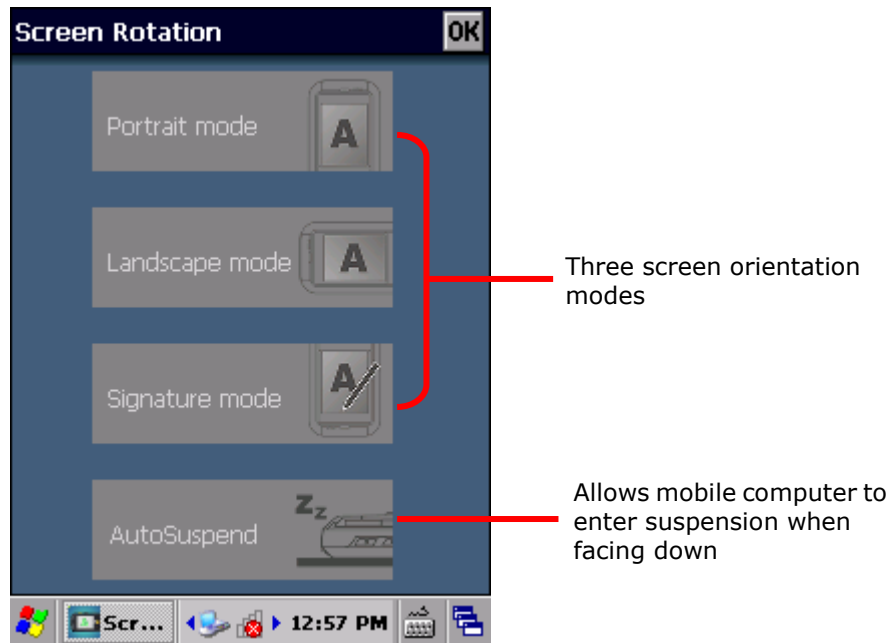 Screen Rotation OK
Portrait mode A
Landscape mode A
Three screen orientation
modes
Signature mode A
Allows mobile computer to
enter suspension when
facing down
AutoSuspend Zz
Scr... 12:57 PM